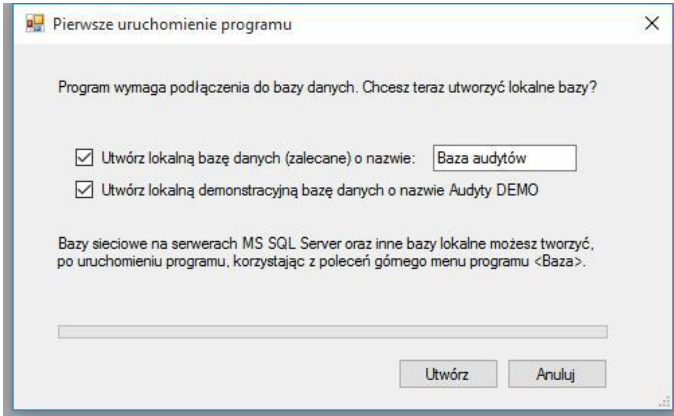 Pierwsze uruchomienie programu
Program wymaga podłączenia do bazy danych. Chcesz teraz utworzyć lokalne bazy?
Utwórz lokalną bazę danych (zalecane) o nazwie: Baza audytów
Utwórz lokalną demonstracyjną bazę danych o nazwie Audyty DEMO
Bazy sieciowe na serwerach MS SQL Server oraz inne bazy lokalne możesz tworzyć,
po uruchomieniu programu, korzystając z poleceń górnego menu programu <Baza>.
Utwórz Anuluj